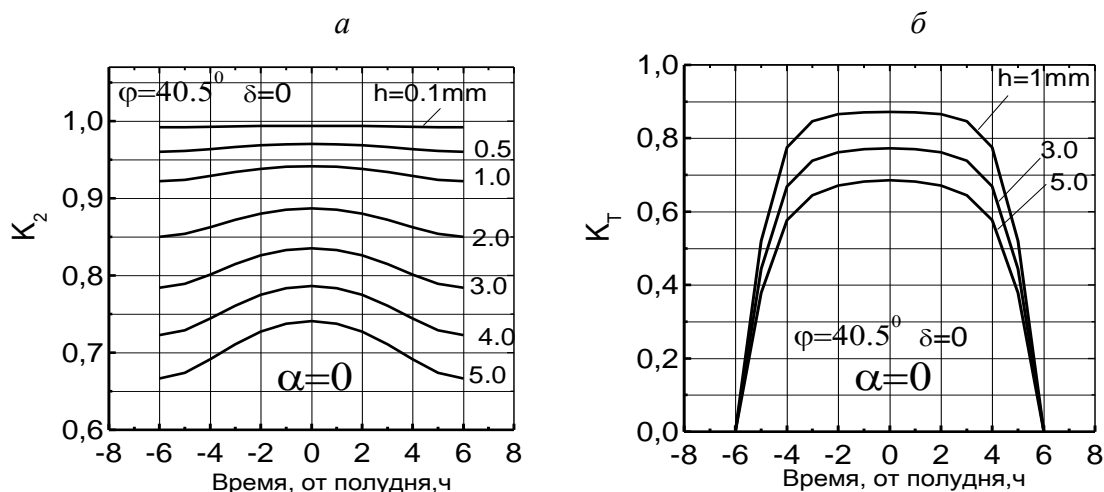 а
φ=40.5⁰ δ=0 h=0.1mm
1,0
0.5
1.0
0,9
2.0
K₂
0,8
3.0
4.0
0,7
5.0
α=0
0,6
-8 -6 -4 -2 0 2 4 6 8
Время, от полудня,ч
б
1,0
h=1mm
0,8
3.0
5.0
0,6
K_T
0,4
φ=40.5⁰ δ=0
0,2
α=0
0,0
-8 -6 -4 -2 0 2 4 6 8
Время, от полудня,ч